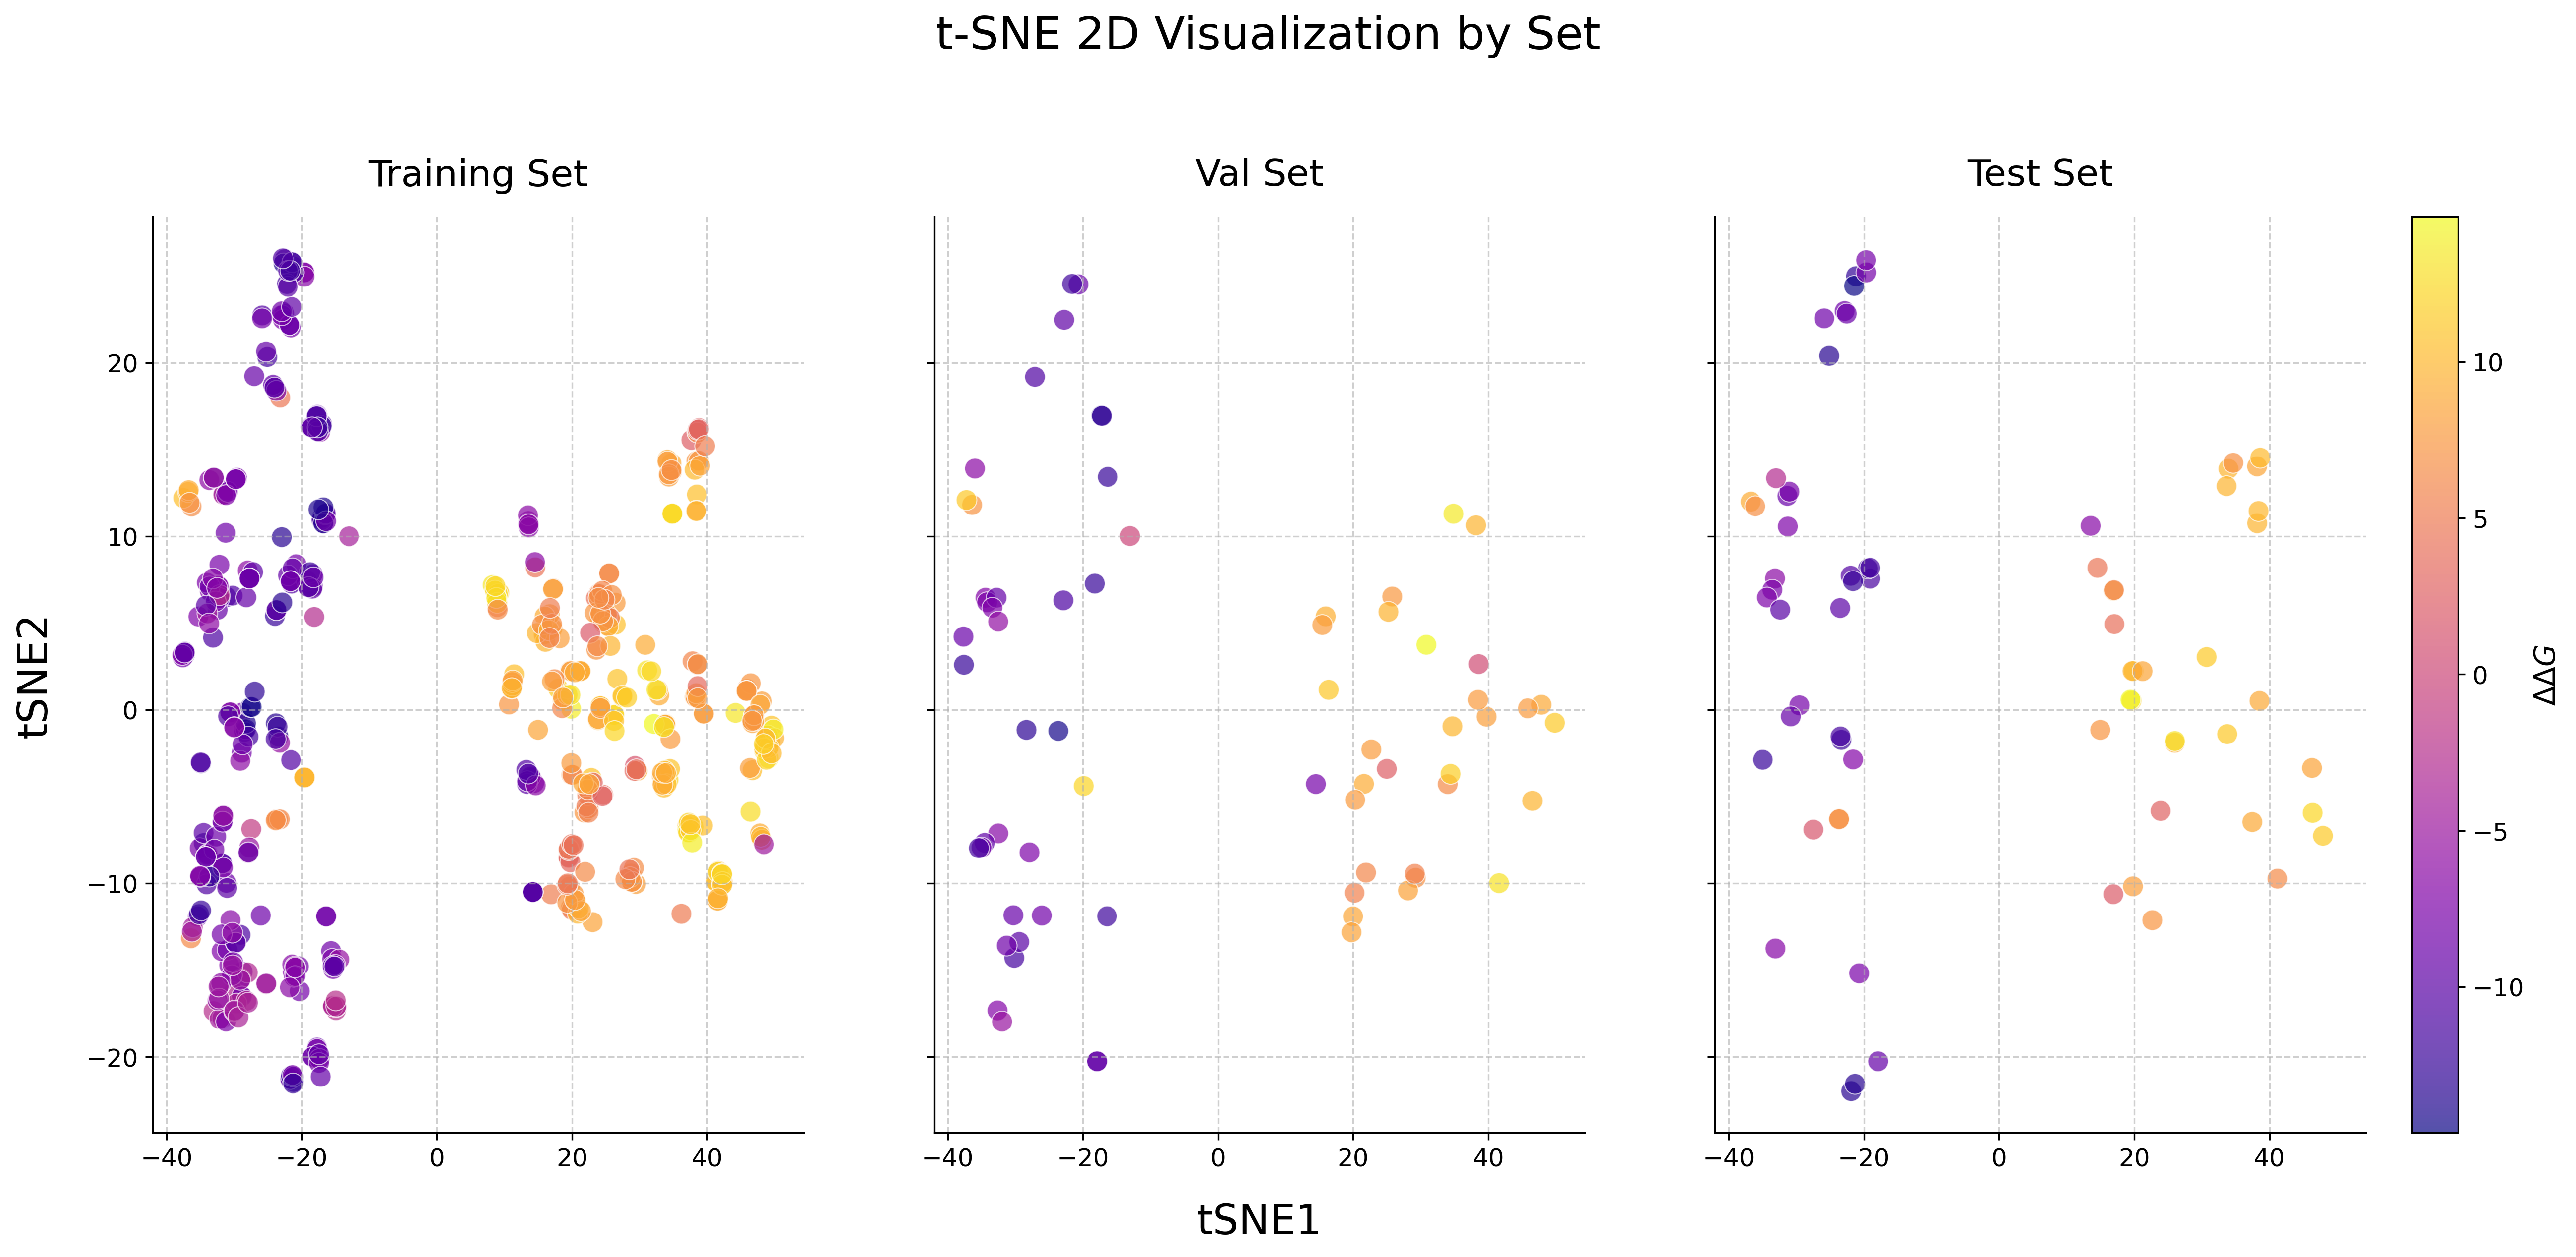 t-SNE 2D Visualization by Set
Training Set
Val Set
Test Set
tSNE2
20
10
0
−10
−20
−40 −20 0 20 40
−40 −20 0 20 40
−40 −20 0 20 40
tSNE1
10
5
0
−5
−10
ΔΔG